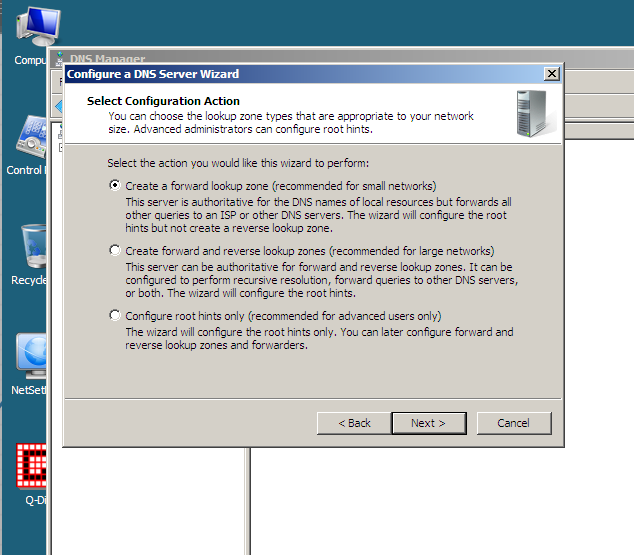 Compu
DNS Manager
Configure a DNS Server Wizard
Select Configuration Action
You can choose the lookup zone types that are appropriate to your network
size. Advanced administrators can configure root hints.
Control
Select the action you would like this wizard to perform:
Create a forward lookup zone (recommended for small networks)
This server is authoritative for the DNS names of local resources but forwards all
other queries to an ISP or other DNS servers. The wizard will configure the root
hints but not create a reverse lookup zone.
Create forward and reverse lookup zones (recommended for large networks)
This server can be authoritative for forward and reverse lookup zones. It can be
configured to perform recursive resolution, forward queries to other DNS servers,
or both. The wizard will configure the root hints.
Recycle
Configure root hints only (recommended for advanced users only)
The wizard will configure the root hints only. You can later configure forward and
reverse lookup zones and forwarders.
NetSet
< Back
Next >
Cancel
Q-Di